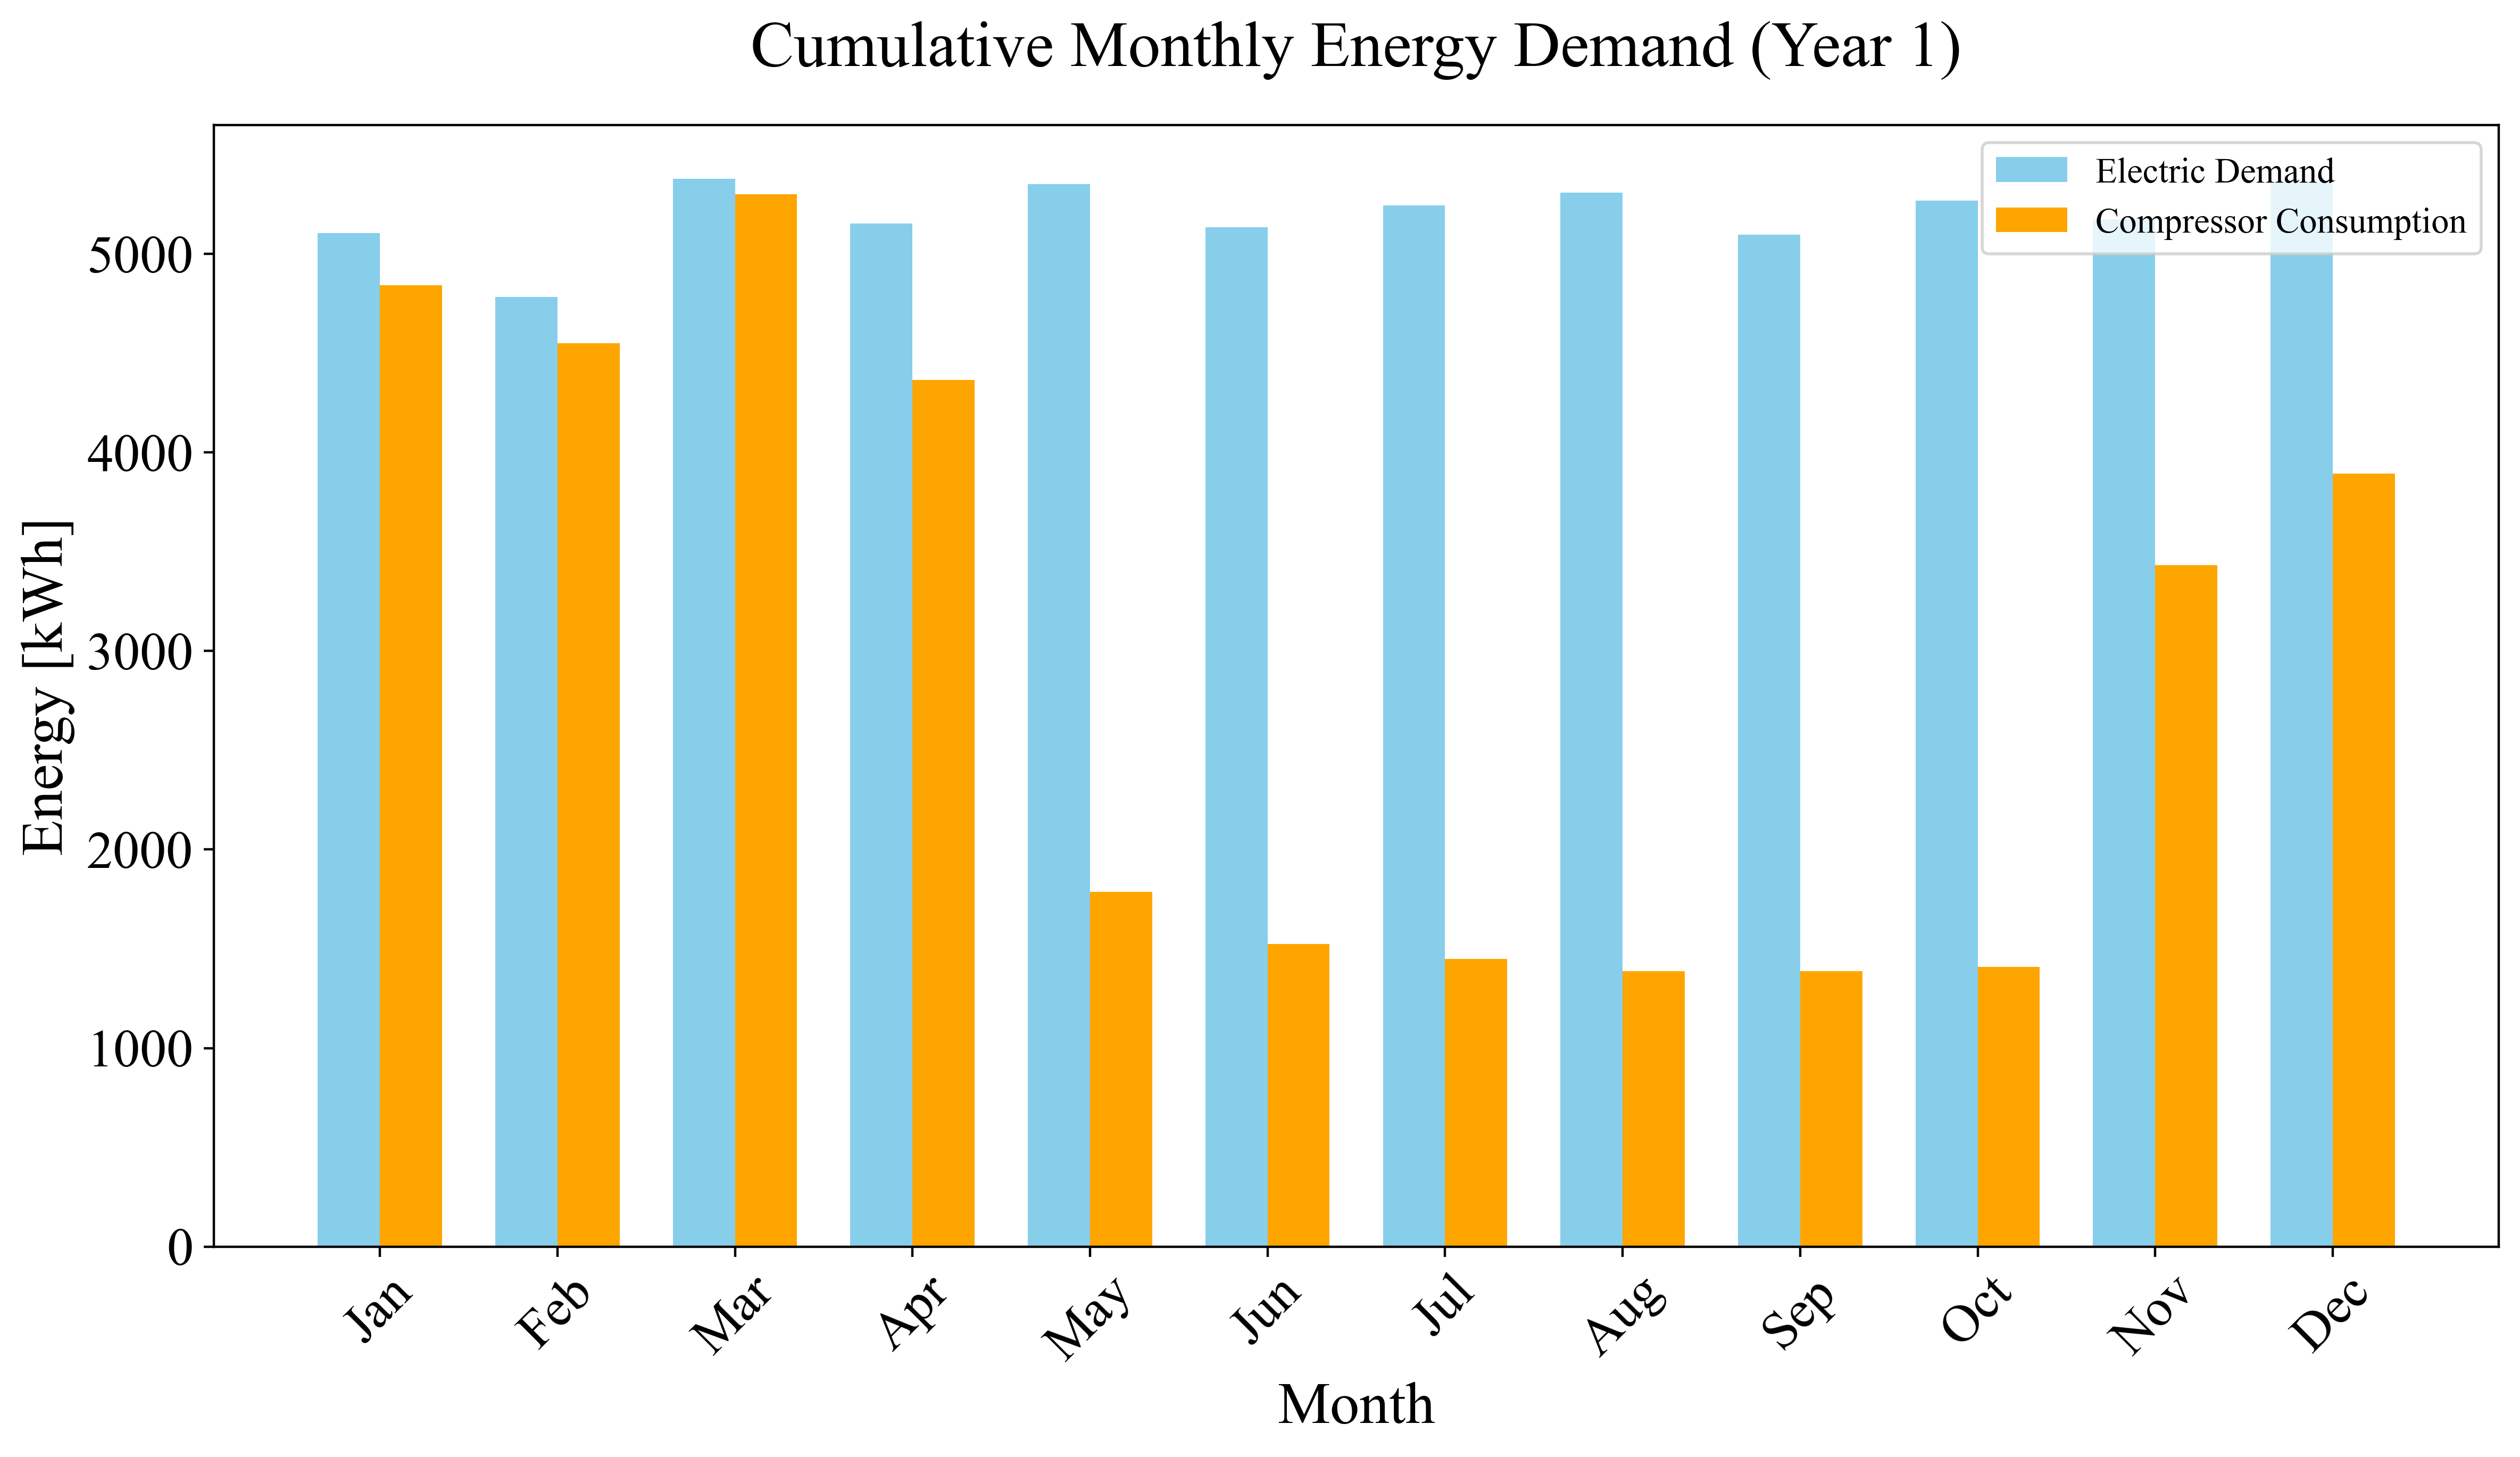 Cumulative Monthly Energy Demand (Year 1)
Electric Demand
Compressor Consumption
Energy [kWh]
5000
4000
3000
2000
1000
0
Jan Feb Mar Apr May Jun Jul Aug Sep Oct Nov Dec
Month